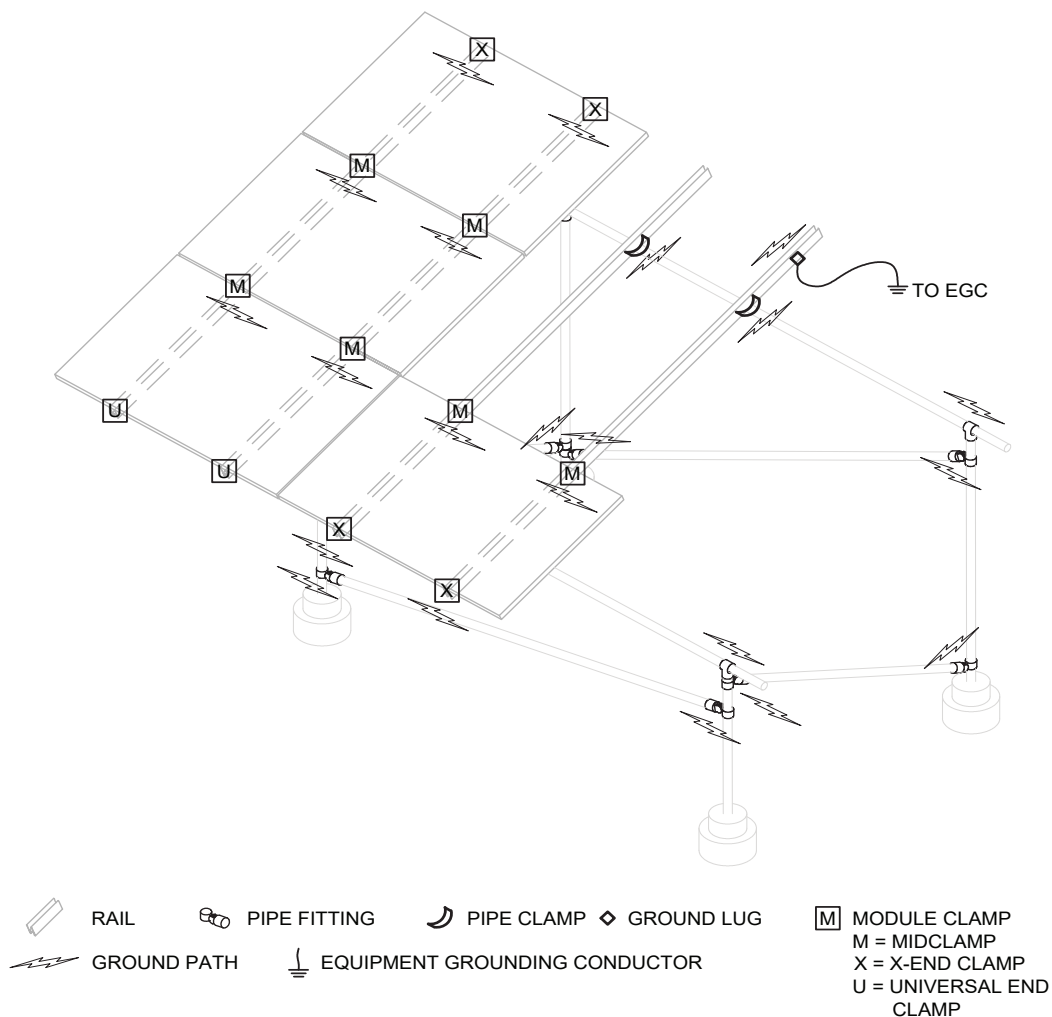 X
X
M
M
TO EGC
M
M
U
M
U
M
X
X
RAIL
PIPE FITTING
PIPE CLAMP
GROUND LUG
M MODULE CLAMP
M = MIDCLAMP
X = X-END CLAMP
U = UNIVERSAL END
CLAMP
GROUND PATH
EQUIPMENT GROUNDING CONDUCTOR